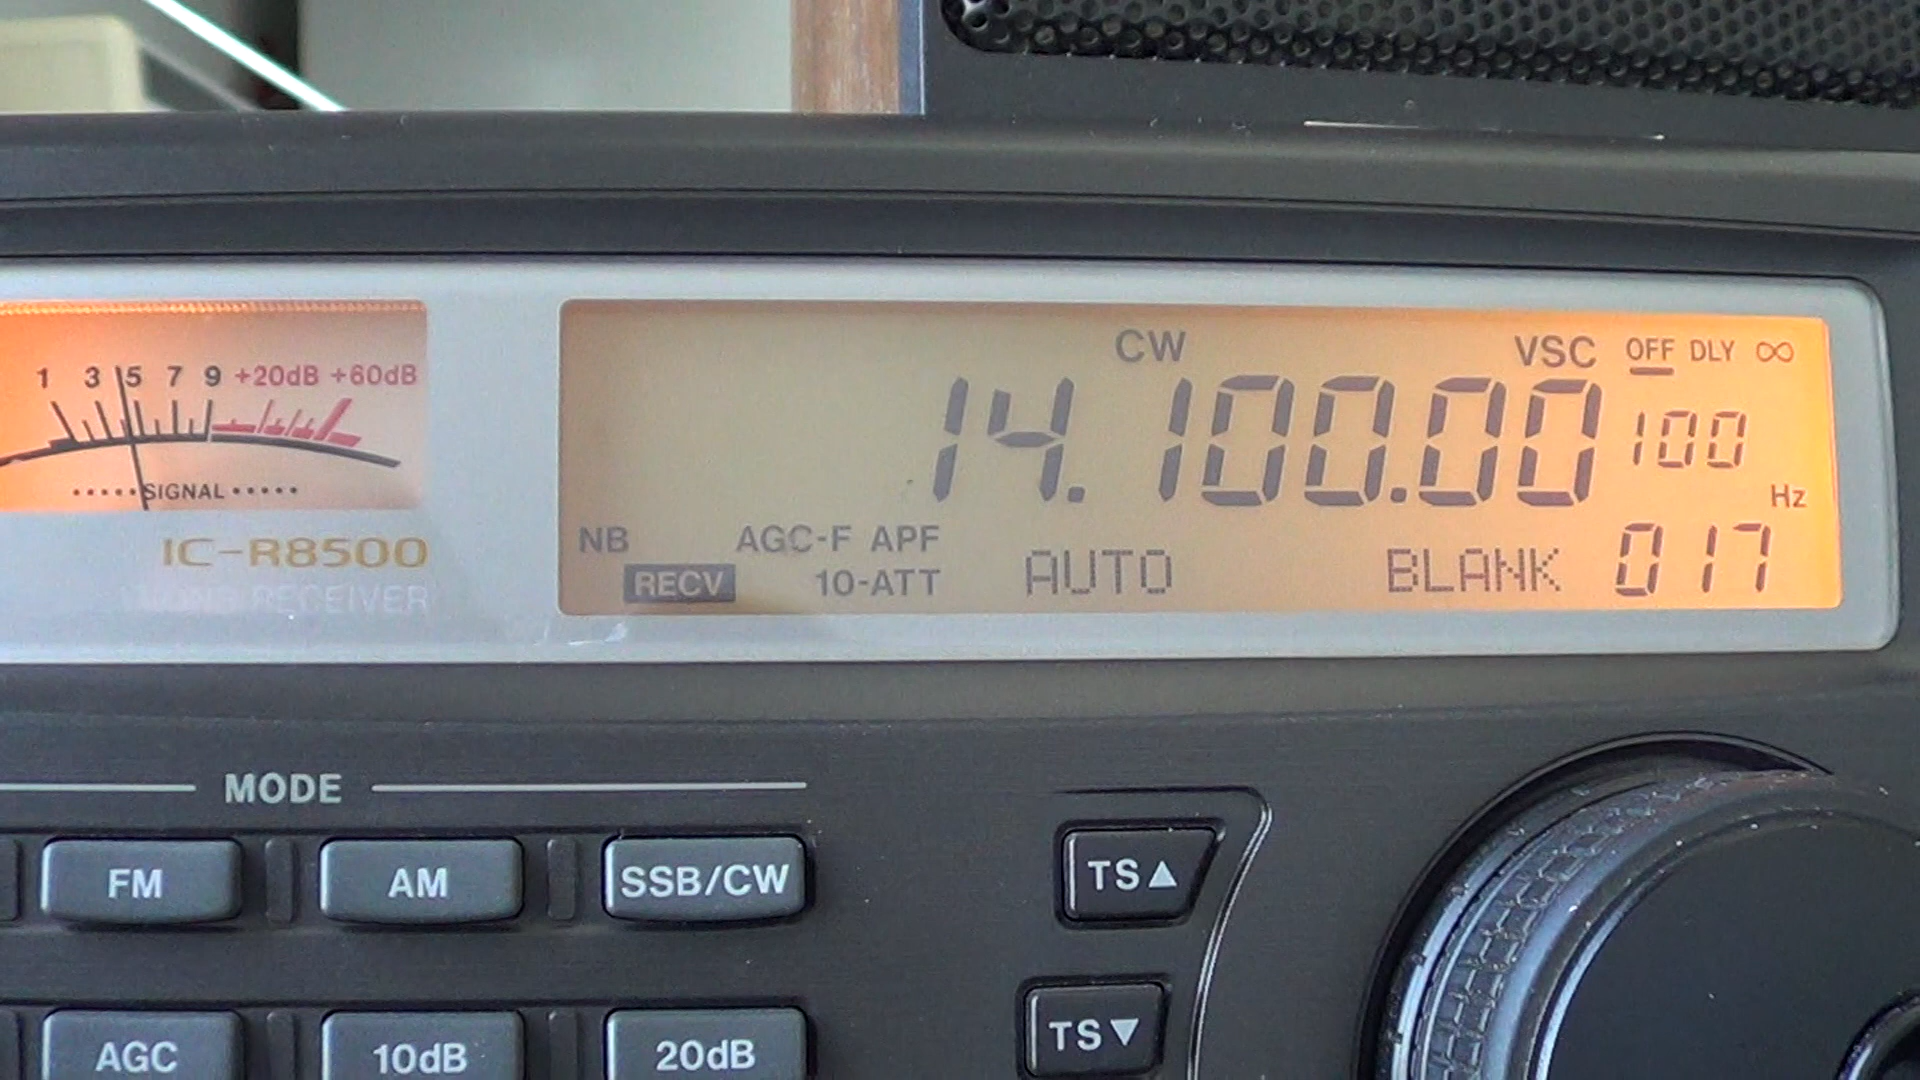 CW VSC OFF DLY ∞
14.100.00 100 Hz
1 3 5 7 9 +20dB +60dB
SIGNAL
IC-R8500
RECEIVER
NB AGC-F APF
RECV 10-ATT AUTO BLANK 017
MODE
FM AM SSB/CW TS▲
AGC 10dB 20dB TS▼